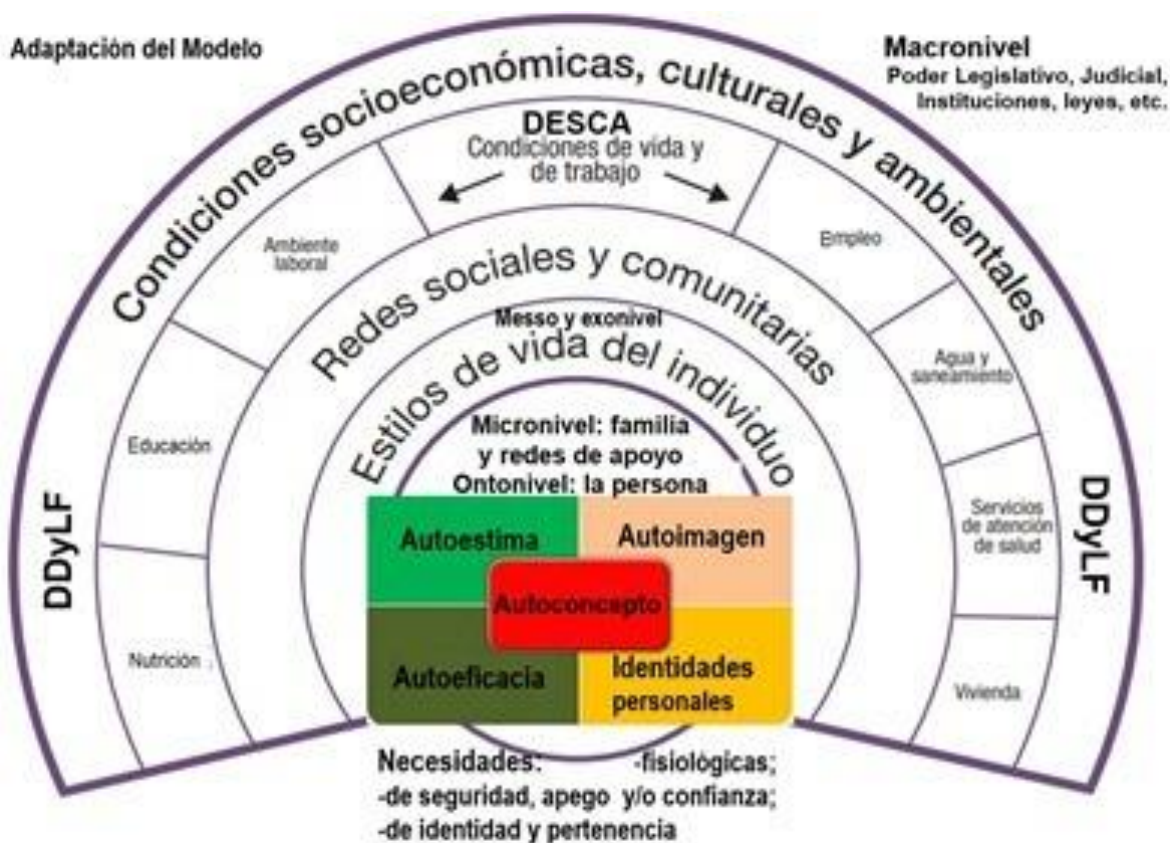 Adaptación del Modelo
Macronivel
Poder Legislativo, Judicial,
Instituciones, leyes, etc.
Condiciones socioeconómicas, culturales y ambientales
DESCA
Condiciones de vida y
de trabajo
Ambiente
laboral
Empleo
Redes sociales y comunitarias
Messo y exonivel
Estilos de vida del individuo
Agua y
saneamiento
Educación
Micronivel: familia
y redes de apoyo
Ontonivel: la persona
DDyLF
DDyLF
Servicios
de atención
de salud
Autoestima
Autoimagen
Autoconcepto
Autoeficacia
Identidades
personales
Nutrición
Vivienda
Necesidades: -fisiológicas;
-de seguridad, apego y/o confianza;
-de identidad y pertenencia